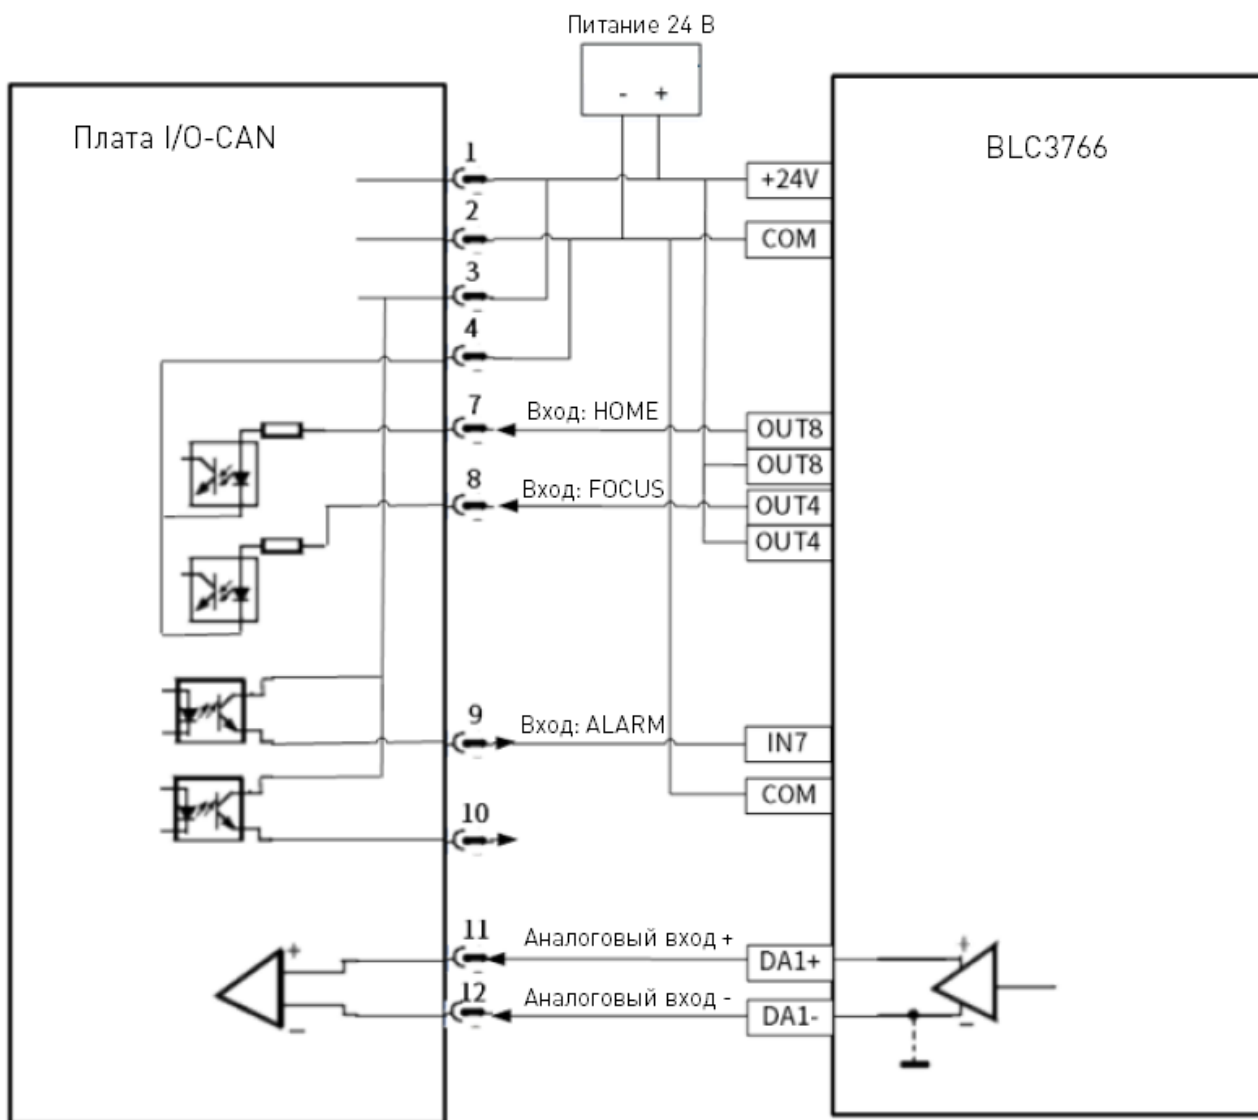 Питание 24 В
- +
Плата I/O-CAN
BLC3766
1
+24V
2
COM
3
4
7
Вход: HOME
OUT8
OUT8
8
Вход: FOCUS
OUT4
OUT4
9
Вход: ALARM
IN7
COM
10
11
Аналоговый вход +
DA1+
+
+
12
Аналоговый вход -
DA1-
-
-